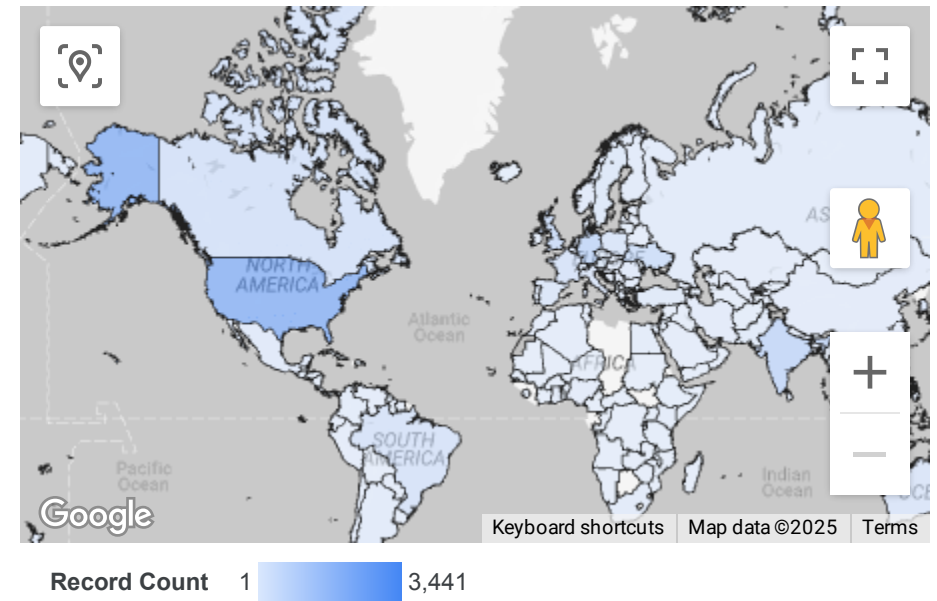 NORTH
AMERICA
Atlantic
Ocean
AFRICA
SOUTH
AMERICA
Pacific
Ocean
Indian
Ocean
Google
Keyboard shortcuts
Map data ©2025
Terms
Record Count
1
3,441